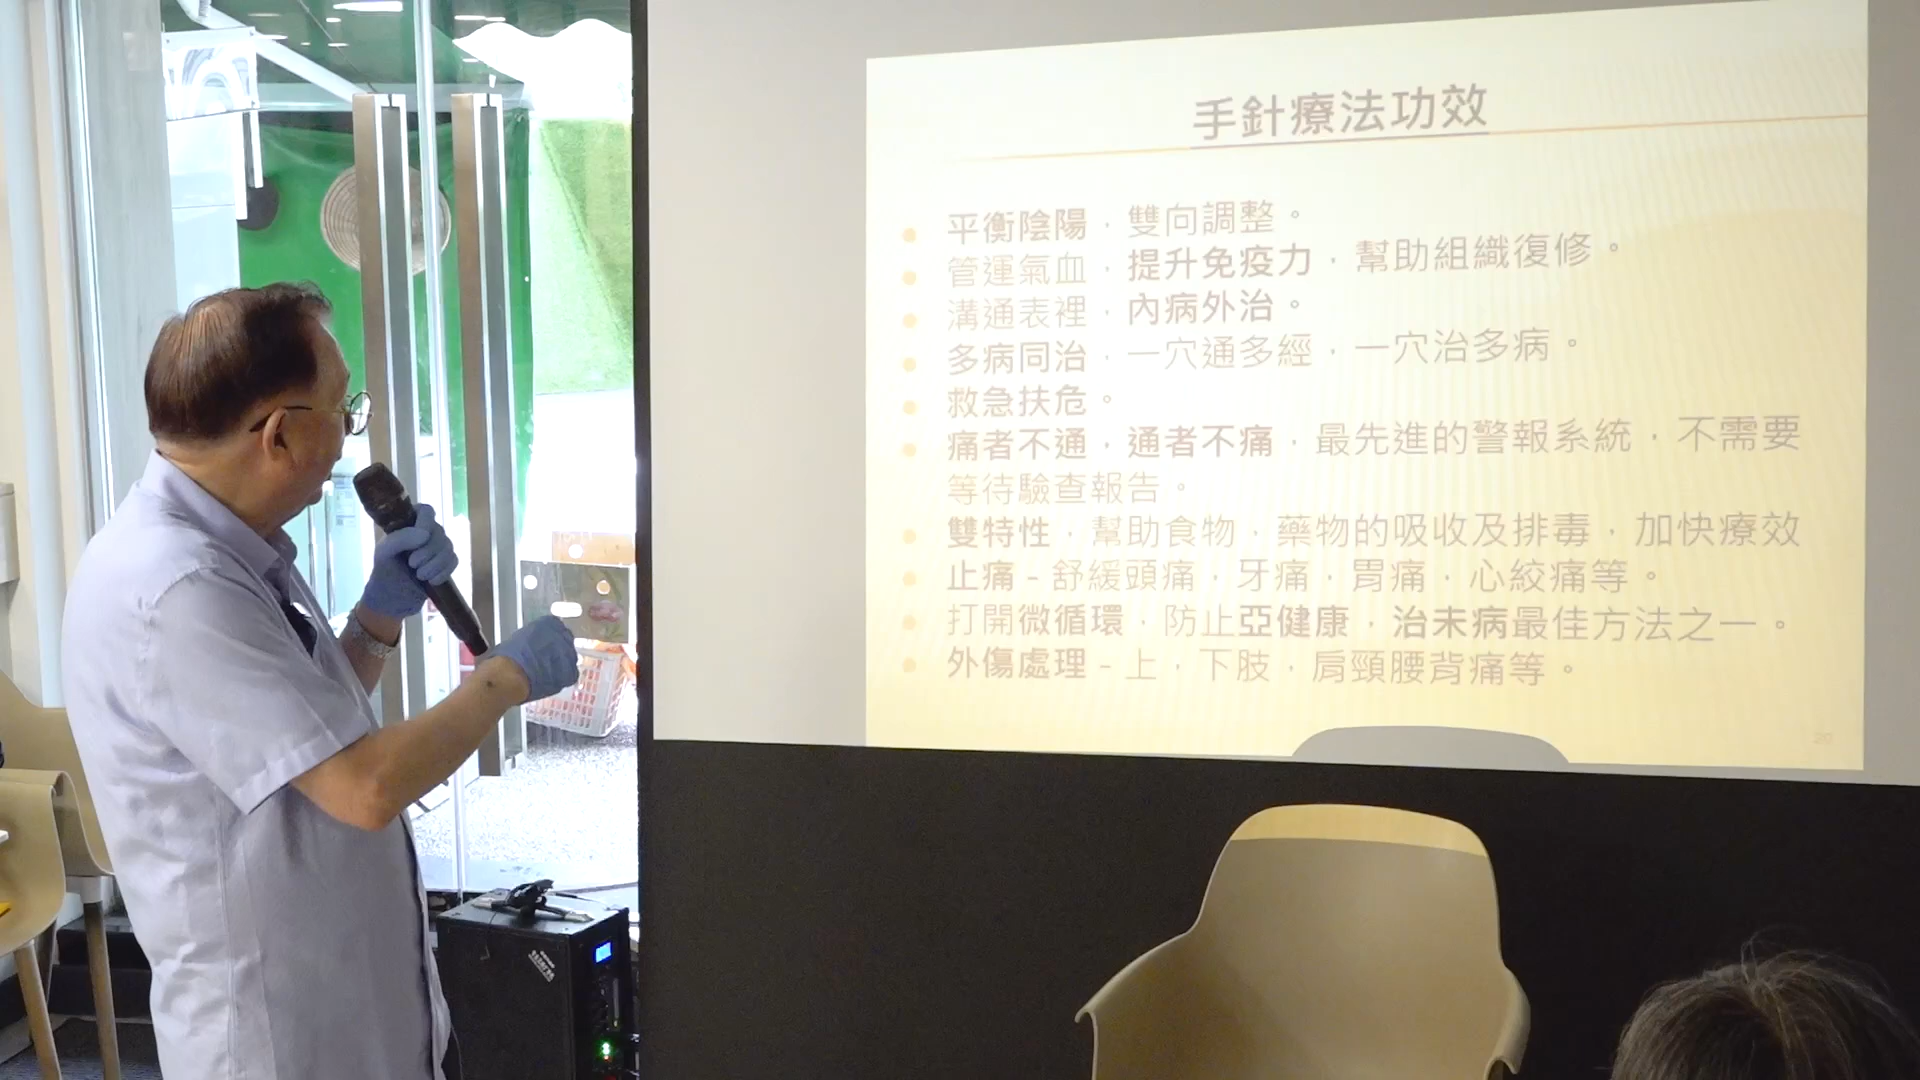 手針療法功效
平衡陰陽，雙向調整。
管運氣血，提升免疫力，幫助組織復修。
溝通表裡，內病外治。
多病同治，一穴通多經，一穴治多病。
救急扶危。
痛者不通，通者不痛，最先進的警報系統，不需要
等待驗查報告。
雙特性，幫助食物，藥物的吸收及排毒，加快療效
止痛 – 舒緩頭痛，牙痛，胃痛，心絞痛等。
打開微循環，防止亞健康，治未病最佳方法之一。
外傷處理 – 上，下肢，肩頸腰背痛等。